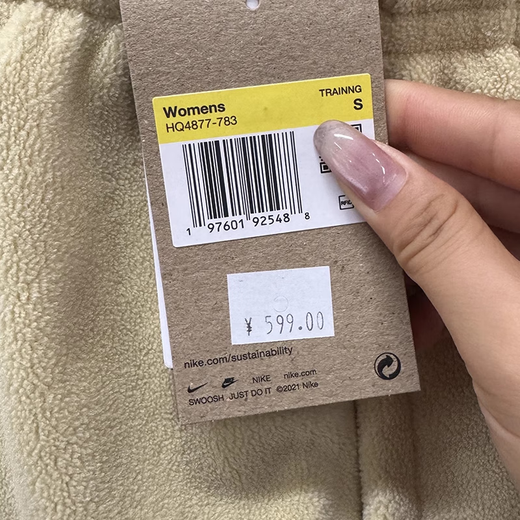 TRAINNG
Womens S
HQ4877-783
1 97601 92548 8
¥ 599.00
nike.com/sustainability
NIKE nike.com
SWOOSH JUST DO IT ©2021 Nike